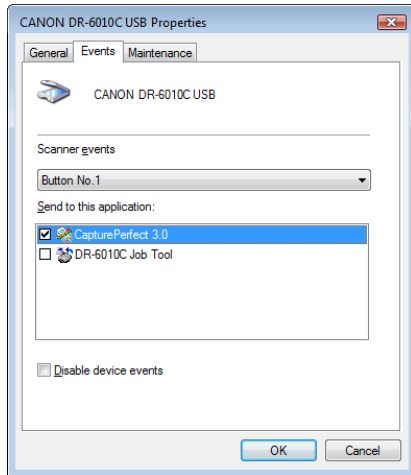 CANON DR-6010C USB Properties
General Events Maintenance
CANON DR-6010C USB
Scanner events
Button No.1
Send to this application:
CapturePerfect 3.0
DR-6010C Job Tool
Disable device events
OK Cancel